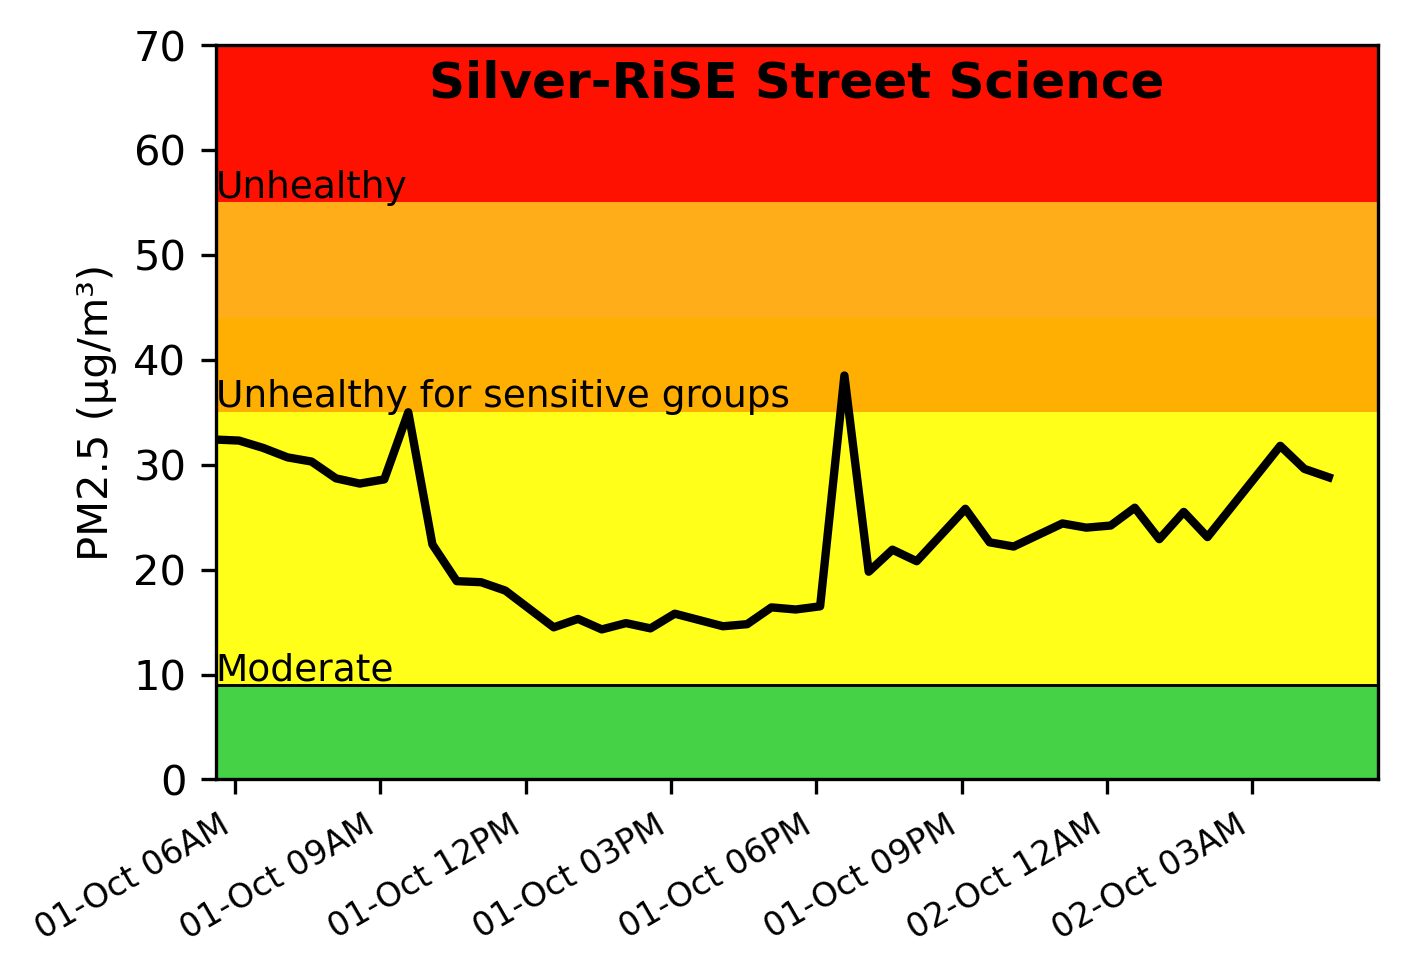 Silver-RiSE Street Science
70
60
50
40
30
20
10
0
PM2.5 (µg/m³)
Unhealthy
Unhealthy for sensitive groups
Moderate
01-Oct 06AM
01-Oct 09AM
01-Oct 12PM
01-Oct 03PM
01-Oct 06PM
01-Oct 09PM
02-Oct 12AM
02-Oct 03AM